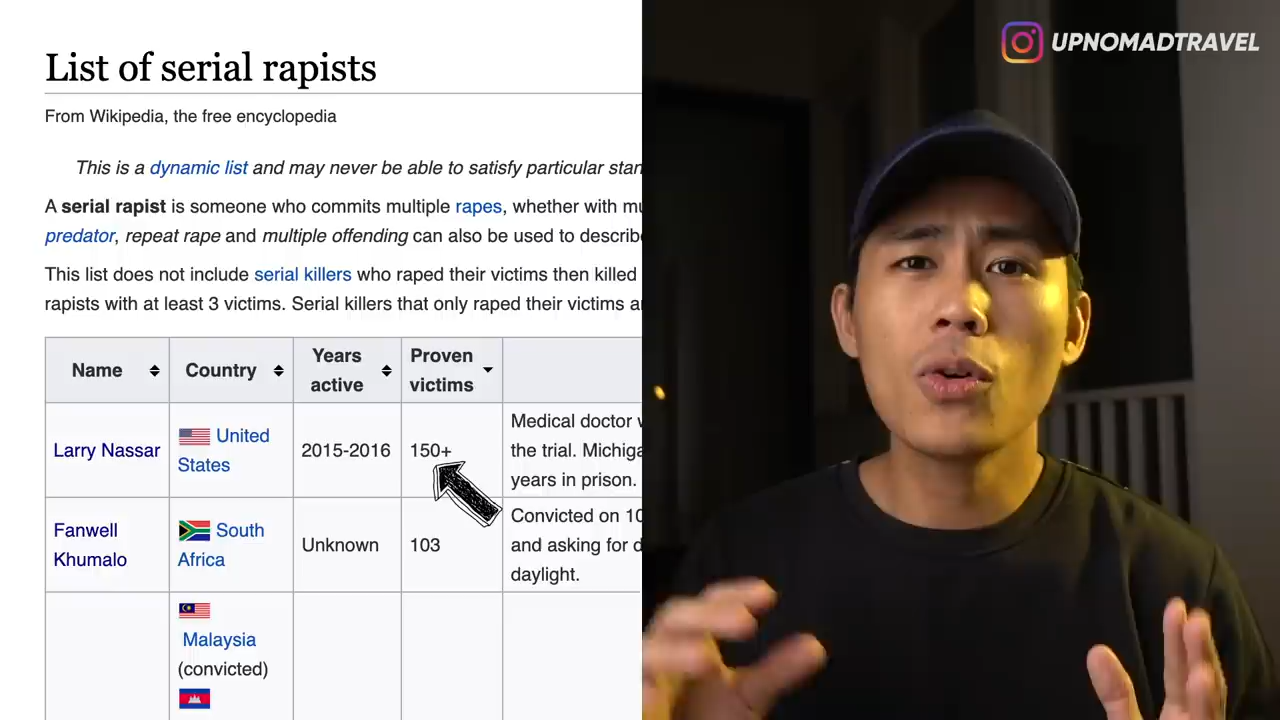 List of serial rapists
From Wikipedia, the free encyclopedia
This is a dynamic list and may never be able to satisfy particular stan
A serial rapist is someone who commits multiple rapes, whether with mu
predator, repeat rape and multiple offending can also be used to describe
This list does not include serial killers who raped their victims then killed
rapists with at least 3 victims. Serial killers that only raped their victims a
Name
Country
Years
active
Proven
victims
Larry Nassar
United
States
2015-2016
150+
Medical doctor
the trial. Michiga
years in prison.
Fanwell
Khumalo
South
Africa
Unknown
103
Convicted on 10
and asking for d
daylight.
Malaysia
(convicted)
UPNOMADTRAVEL